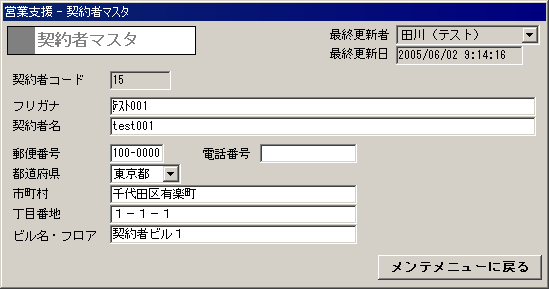 営業支援 - 契約者マスタ
契約者マスタ
最終更新者 田川（テスト）
最終更新日 2005/06/02 9:14:16
契約者コード 15
フリガナ ﾃｽﾄ001
契約者名 test001
郵便番号 100-0000 電話番号
都道府県 東京都
市町村 千代田区有楽町
丁目番地 １－１－１
ビル名・フロア 契約者ビル１
メンテメニューに戻る